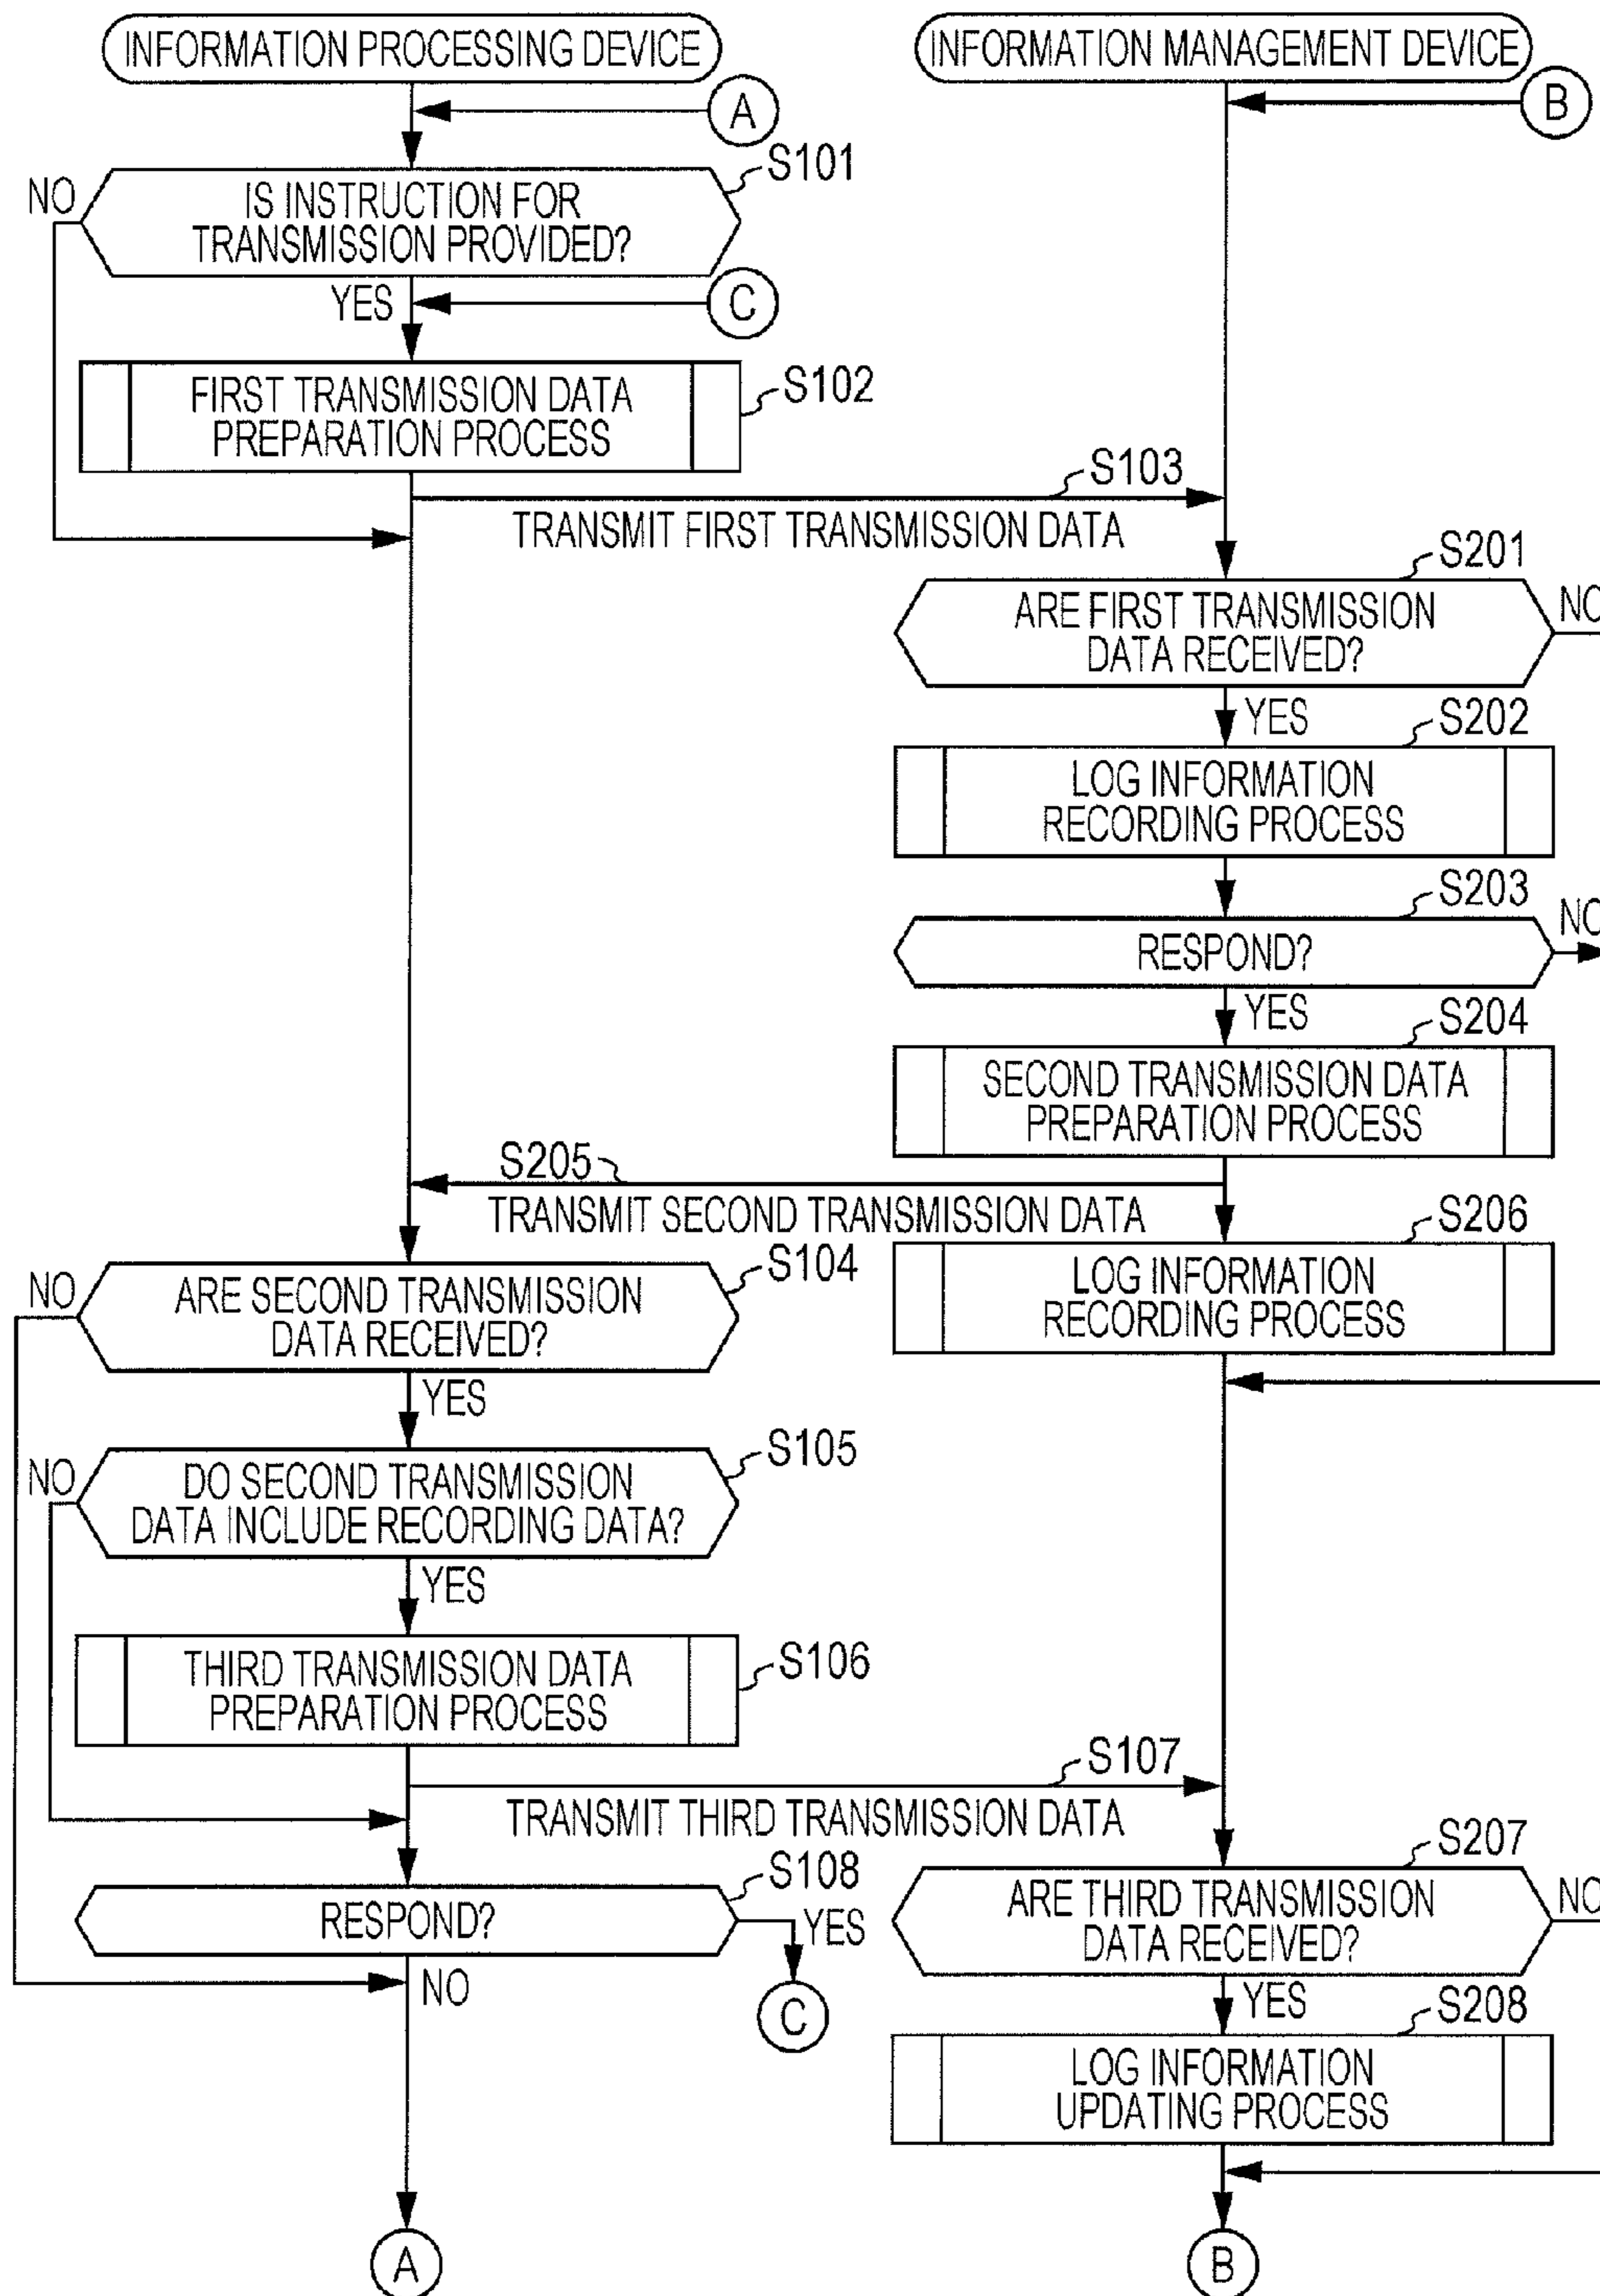 INFORMATION PROCESSING DEVICE
INFORMATION MANAGEMENT DEVICE
A
B
S101
NO
IS INSTRUCTION FOR
TRANSMISSION PROVIDED?
YES
C
S102
FIRST TRANSMISSION DATA
PREPARATION PROCESS
S103
TRANSMIT FIRST TRANSMISSION DATA
S201
ARE FIRST TRANSMISSION
DATA RECEIVED?
NO
YES
S202
LOG INFORMATION
RECORDING PROCESS
S203
RESPOND?
NO
YES
S204
SECOND TRANSMISSION DATA
PREPARATION PROCESS
S205
TRANSMIT SECOND TRANSMISSION DATA
S206
LOG INFORMATION
RECORDING PROCESS
S104
NO
ARE SECOND TRANSMISSION
DATA RECEIVED?
YES
S105
NO
DO SECOND TRANSMISSION
DATA INCLUDE RECORDING DATA?
YES
S106
THIRD TRANSMISSION DATA
PREPARATION PROCESS
S107
TRANSMIT THIRD TRANSMISSION DATA
S108
RESPOND?
YES
NO
C
S207
ARE THIRD TRANSMISSION
DATA RECEIVED?
NO
YES
S208
LOG INFORMATION
UPDATING PROCESS
A
B